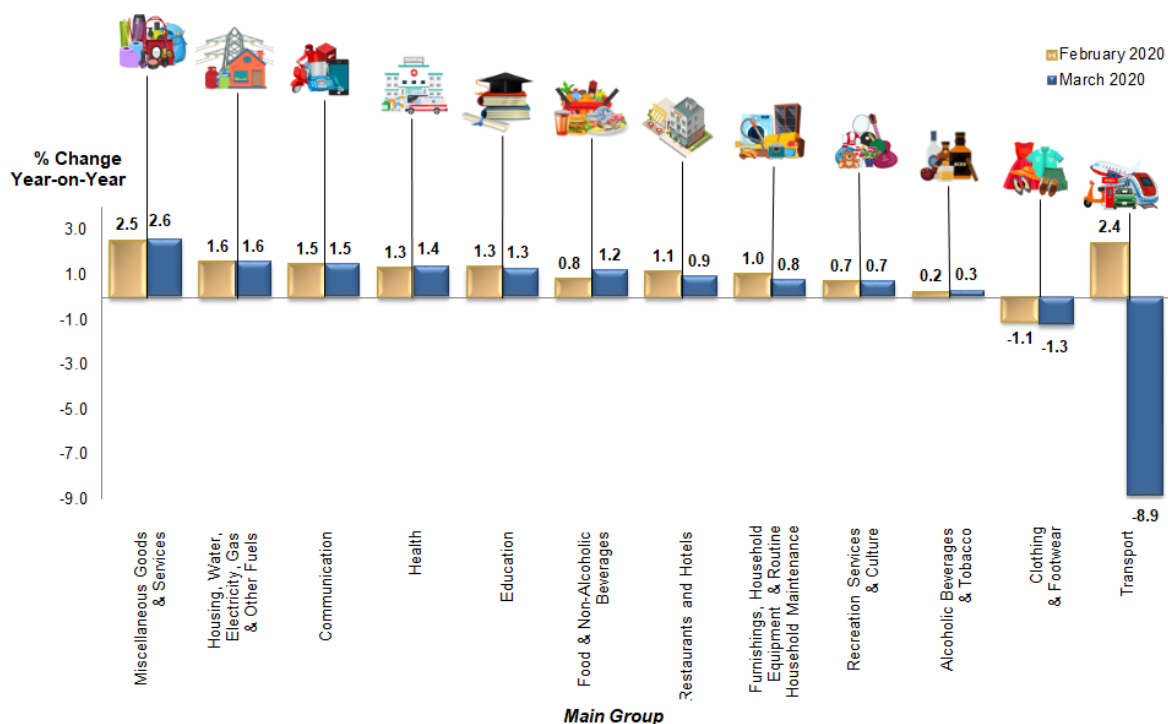 February 2020
March 2020
% Change
Year-on-Year
3.0
1.0
-1.0
-3.0
-5.0
-7.0
-9.0
2.5
2.6
1.6
1.6
1.5
1.5
1.3
1.4
1.3
1.3
0.8
1.2
1.1
0.9
1.0
0.8
0.7
0.7
0.2
0.3
-1.1
-1.3
2.4
-8.9
Miscellaneous Goods
& Services
Housing, Water,
Electricity, Gas
& Other Fuels
Communication
Health
Education
Food & Non-Alcoholic
Beverages
Restaurants and Hotels
Furnishings, Household
Equipment & Routine
Household Maintenance
Recreation Services
& Culture
Alcoholic Beverages
& Tobacco
Clothing
& Footwear
Transport
Main Group